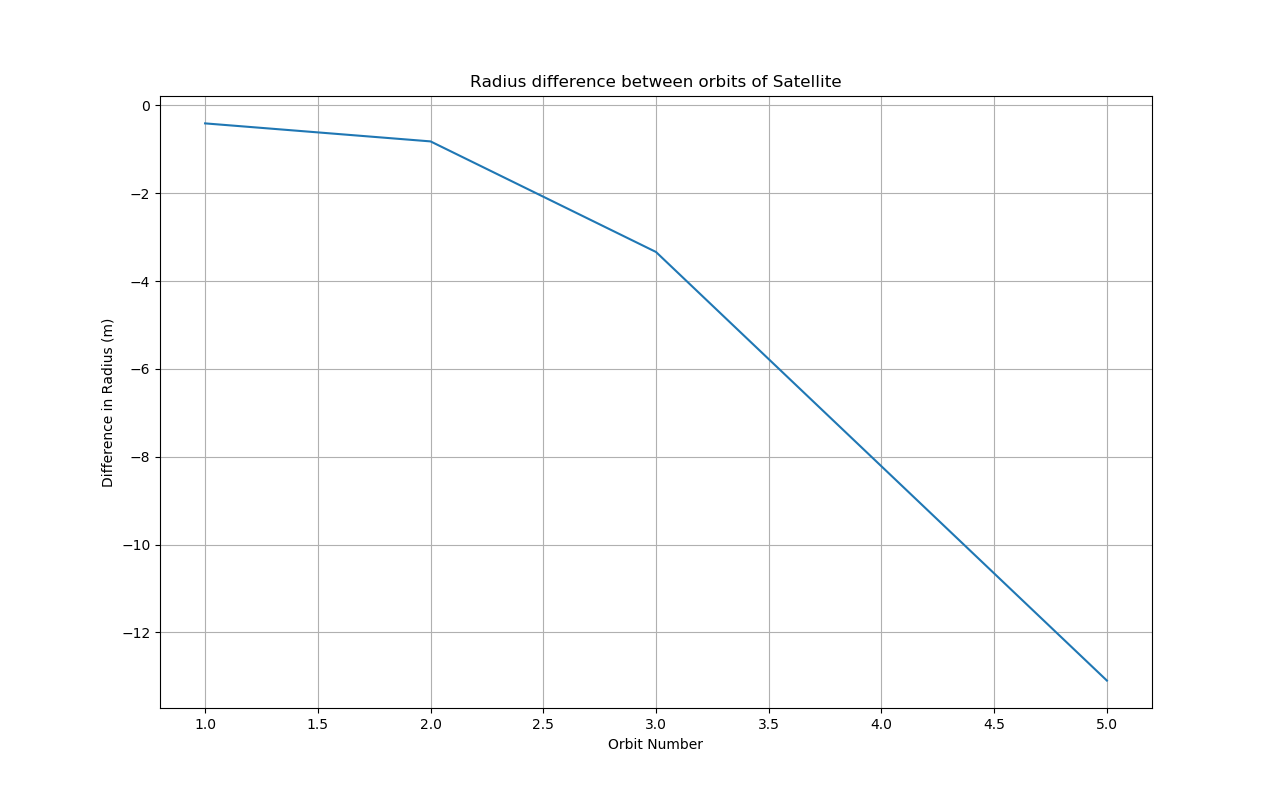 Radius difference between orbits of Satellite
0
−2
−4
−6
−8
−10
−12
Difference in Radius (m)
1.0 1.5 2.0 2.5 3.0 3.5 4.0 4.5 5.0
Orbit Number